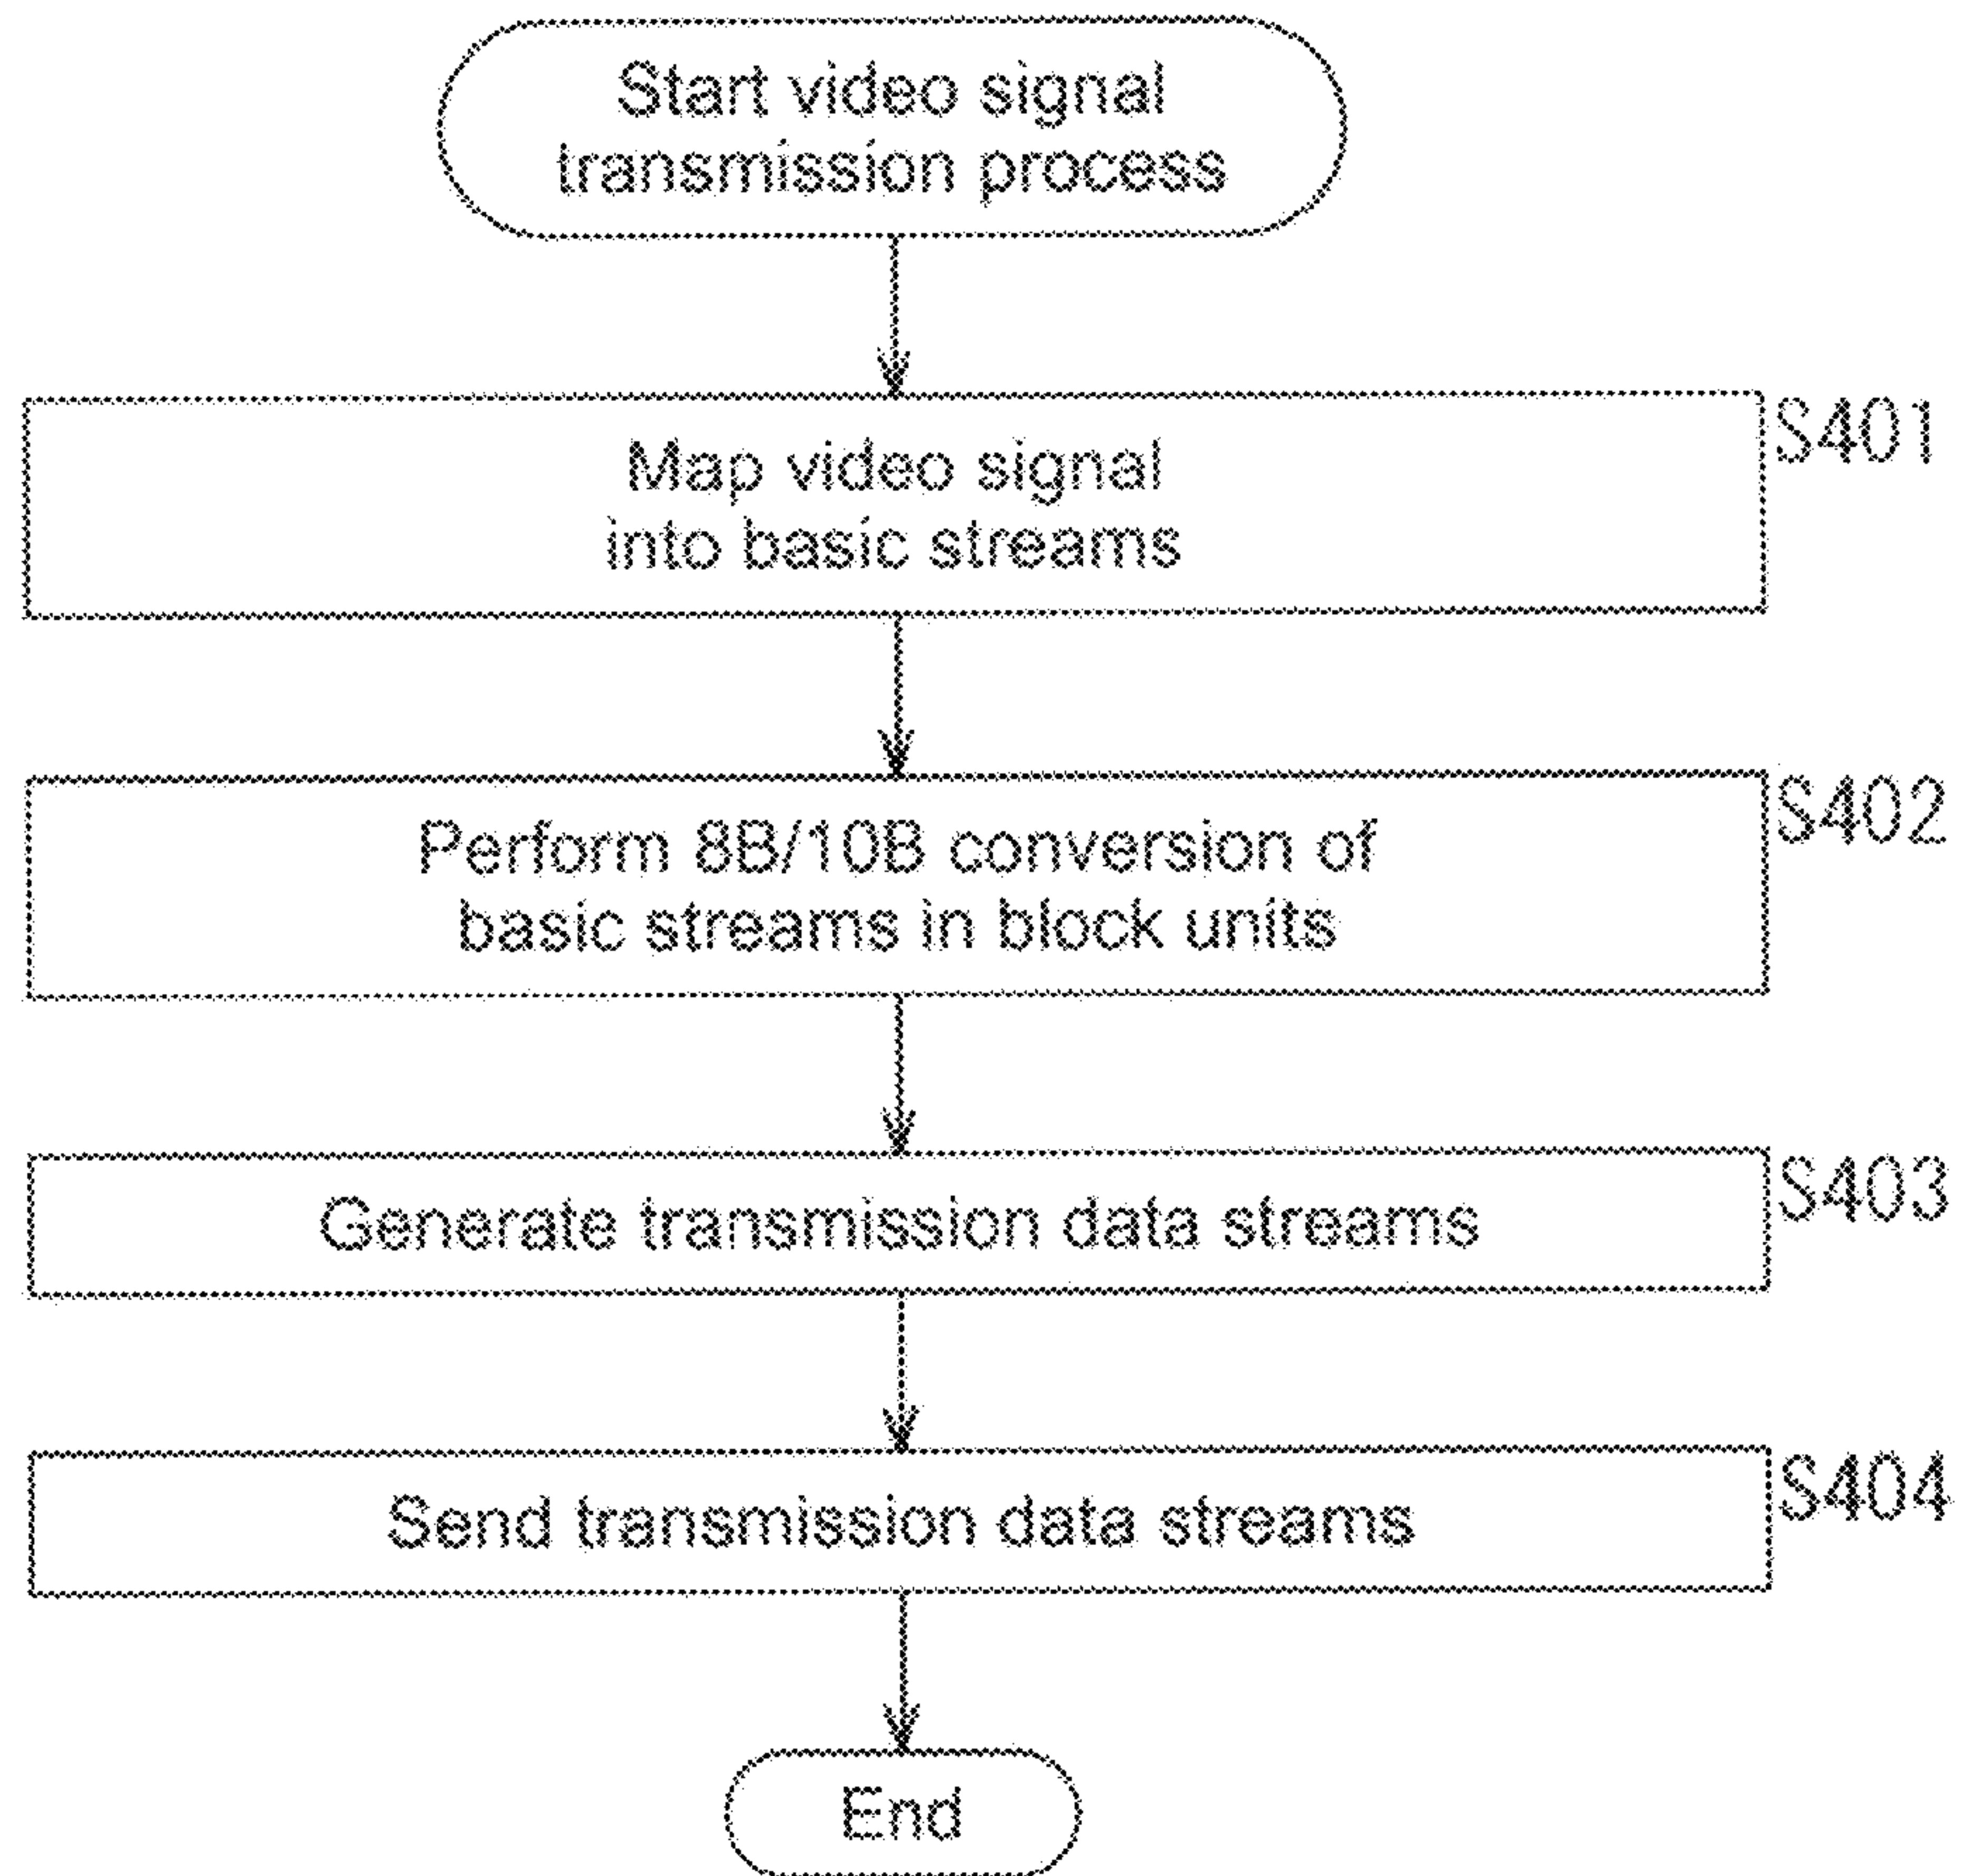 Start video signal
transmission process
S401
Map video signal
into basic streams
S402
Perform 8B/10B conversion of
basic streams in block units
S403
Generate transmission data streams
S404
Send transmission data streams
End